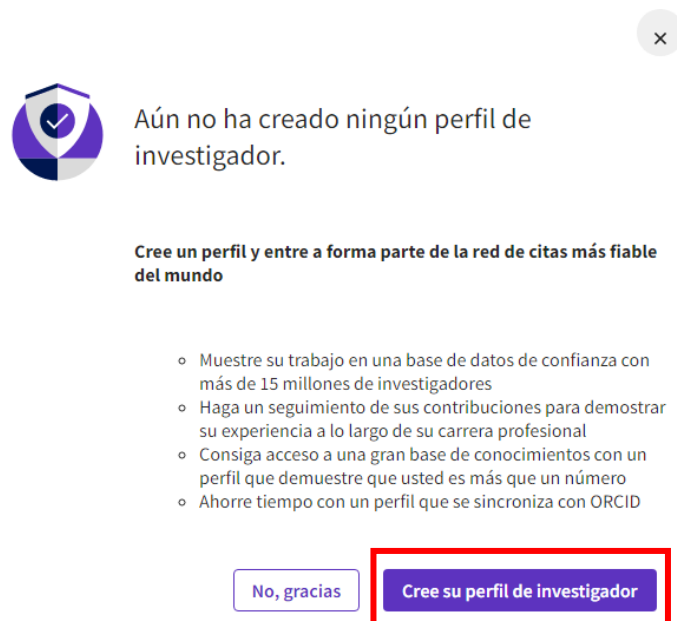 ×
Aún no ha creado ningún perfil de
investigador.
Cree un perfil y entre a forma parte de la red de citas más fiable
del mundo
○ Muestre su trabajo en una base de datos de confianza con
más de 15 millones de investigadores
○ Haga un seguimiento de sus contribuciones para demostrar
su experiencia a lo largo de su carrera profesional
○ Consiga acceso a una gran base de conocimientos con un
perfil que demuestre que usted es más que un número
○ Ahorre tiempo con un perfil que se sincroniza con ORCID
No, gracias
Cree su perfil de investigador